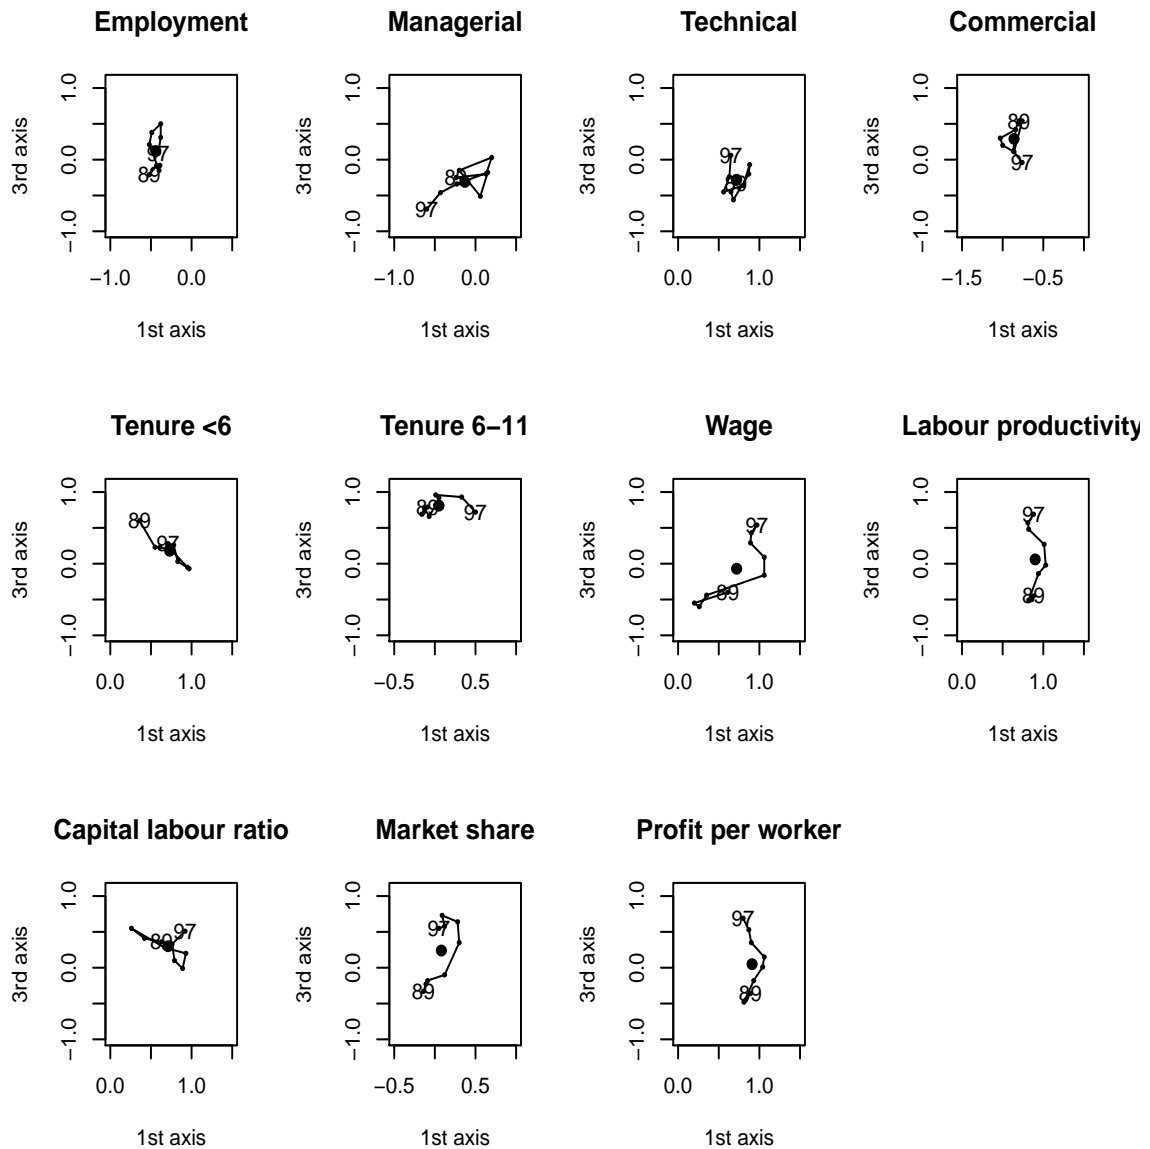 Employment Managerial Technical Commercial
1.0 1.0 1.0 1.0
3rd axis 3rd axis 3rd axis 3rd axis
0.0 0.0 0.0 0.0
−1.0 −1.0 −1.0 −1.0
97 89 97 89
89 97 89 97
−1.0 0.0 −1.0 0.0 0.0 1.0 −1.5 −0.5
1st axis 1st axis 1st axis 1st axis
Tenure <6 Tenure 6−11 Wage Labour productivity
1.0 1.0 1.0 1.0
3rd axis 3rd axis 3rd axis 3rd axis
0.0 0.0 0.0 0.0
−1.0 −1.0 −1.0 −1.0
89 89 97 97
97 97 89 89
0.0 1.0 −0.5 0.5 0.0 1.0 0.0 1.0
1st axis 1st axis 1st axis 1st axis
Capital labour ratio Market share Profit per worker
1.0 1.0 1.0
3rd axis 3rd axis 3rd axis
0.0 0.0 0.0
−1.0 −1.0 −1.0
89 97 97 97
89 89
0.0 1.0 −0.5 0.5 0.0 1.0
1st axis 1st axis 1st axis